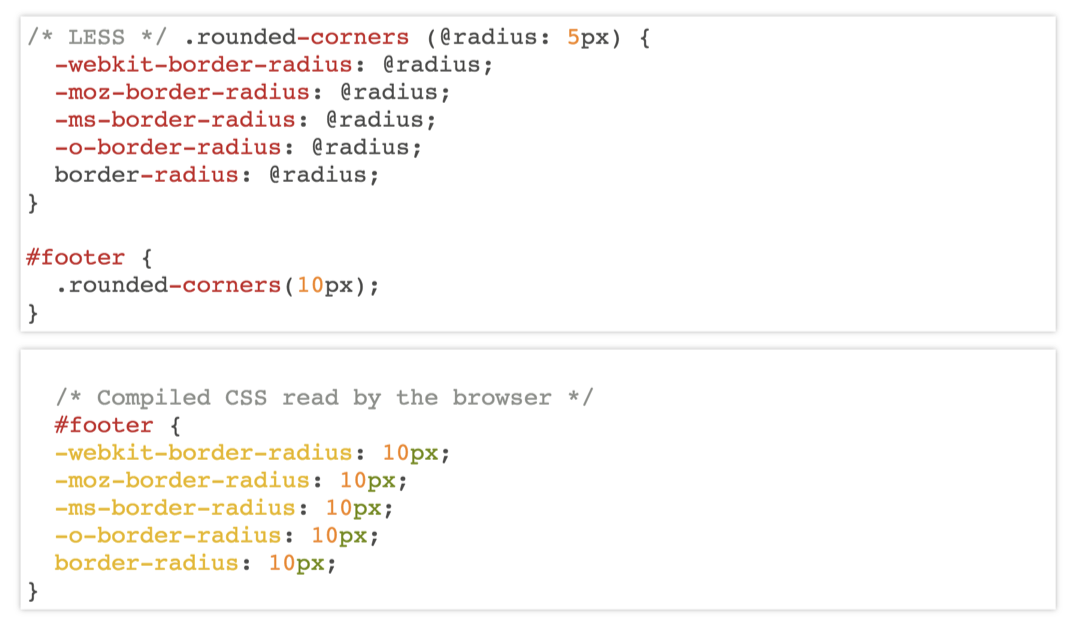 /* LESS */ .rounded-corners (@radius: 5px) {
  -webkit-border-radius: @radius;
  -moz-border-radius: @radius;
  -ms-border-radius: @radius;
  -o-border-radius: @radius;
  border-radius: @radius;
}

#footer {
  .rounded-corners(10px);
}

  /* Compiled CSS read by the browser */
  #footer {
  -webkit-border-radius: 10px;
  -moz-border-radius: 10px;
  -ms-border-radius: 10px;
  -o-border-radius: 10px;
  border-radius: 10px;
}